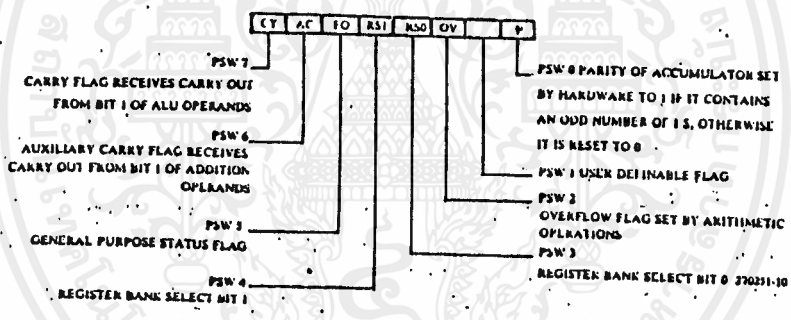 CY AC F0 RS1 RS0 OV P
PSW 7
CARRY FLAG RECEIVES CARRY OUT
FROM BIT 1 OF ALU OPERANDS
PSW 6
AUXILIARY CARRY FLAG RECEIVES
CARRY OUT FROM BIT 1 OF ADDITION
OPERANDS
PSW 5
GENERAL PURPOSE STATUS FLAG
PSW 4
REGISTER BANK SELECT BIT 1
PSW 0 PARITY OF ACCUMULATOR SET
BY HARDWARE TO 1 IF IT CONTAINS
AN ODD NUMBER OF 1 S, OTHERWISE
IT IS RESET TO 0
PSW 1 USER DEFINABLE FLAG
PSW 2
OVERFLOW FLAG SET BY ARITHMETIC
OPERATIONS
PSW 3
REGISTER BANK SELECT BIT 0 270251-10